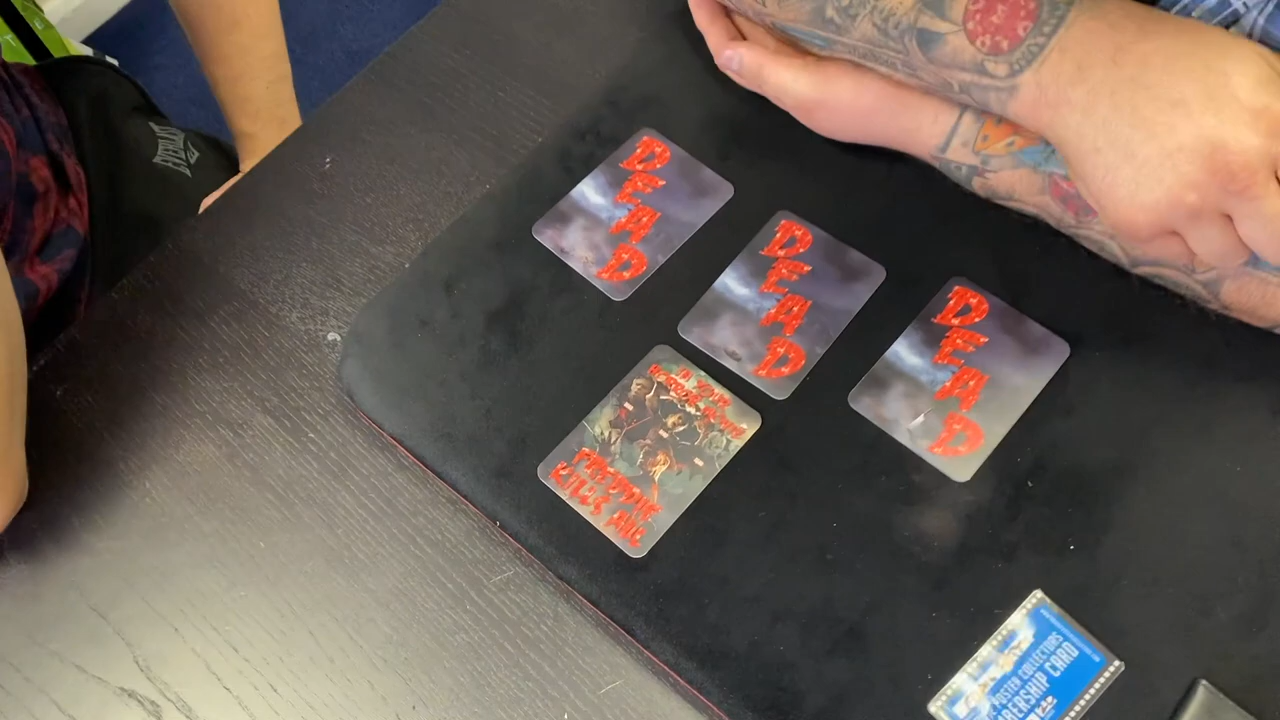 EVERLAST
DEAD
DEAD
DEAD
IN YOUR
HORROR MOVIE
FREDDIE
KILLS ALL
POSTER COLLECTORS
MEMBERSHIP CARD